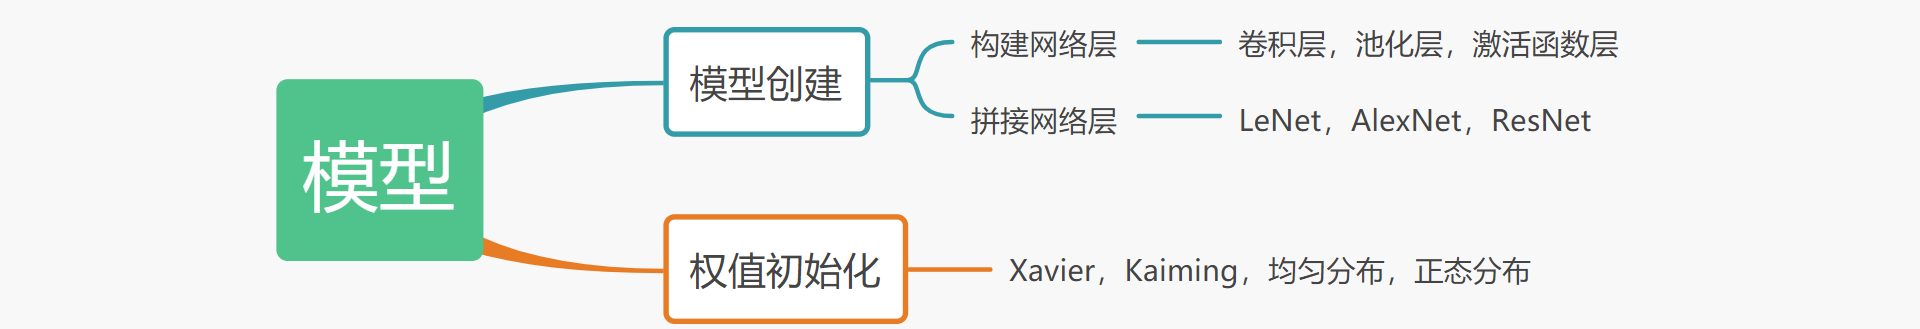 模型
模型创建
构建网络层
卷积层，池化层，激活函数层
拼接网络层
LeNet，AlexNet，ResNet
权值初始化
Xavier，Kaiming，均匀分布，正态分布